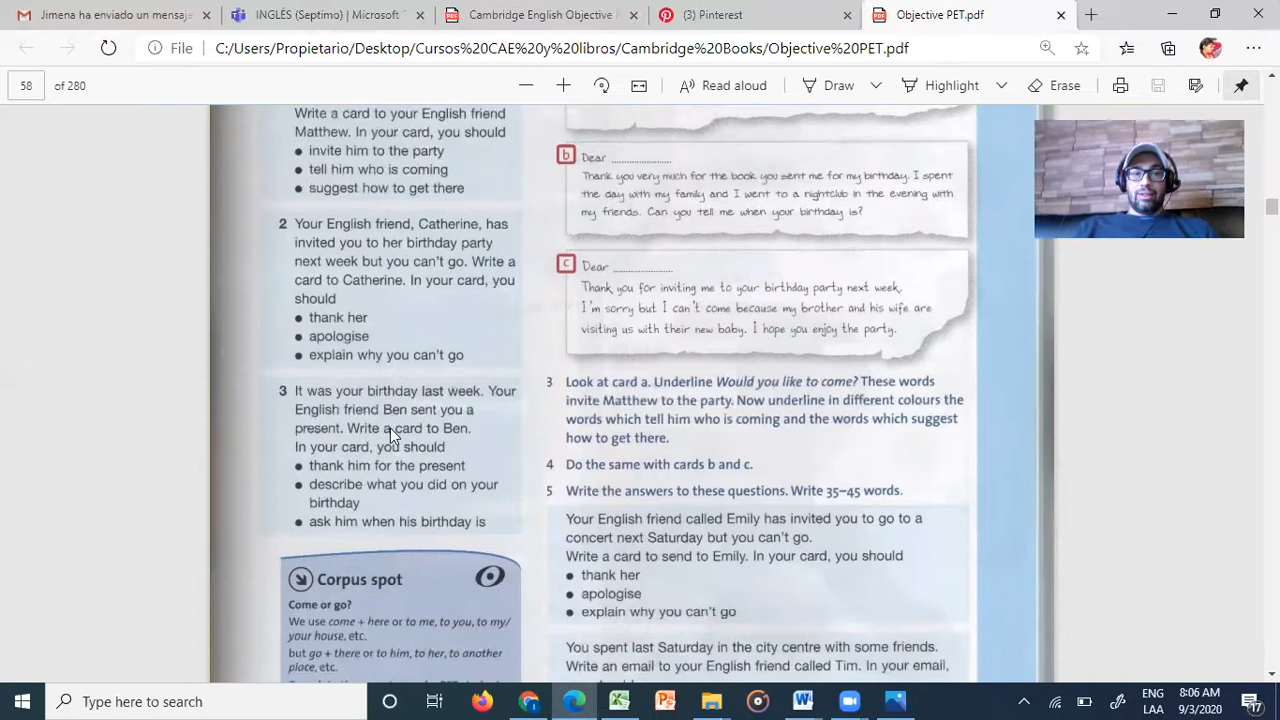 Jimena ha enviado un mensaje
INGLÉS (Septimo) | Microsoft
Cambridge English Objective
(3) Pinterest
Objective PET.pdf
File
C:/Users/Propietario/Desktop/Cursos%20CAE%20y%20libros/Cambridge%20Books/Objective%20PET.pdf
58 of 280
Read aloud
Draw
Highlight
Erase
Write a card to your English friend
Matthew. In your card, you should
● invite him to the party
● tell him who is coming
● suggest how to get there
2 Your English friend, Catherine, has
invited you to her birthday party
next week but you can't go. Write a
card to Catherine. In your card, you
should
● thank her
● apologise
● explain why you can't go
3 It was your birthday last week. Your
English friend Ben sent you a
present. Write a card to Ben.
In your card, you should
● thank him for the present
● describe what you did on your
birthday
● ask him when his birthday is
Corpus spot
Come or go?
We use come + here or to me, to you, to my/
your house, etc.
but go + there or to him, to her, to another
place, etc.
b Dear ....................
Thank you very much for the book you sent me for my birthday. I spent
the day with my family and I went to a nightclub in the evening with
my friends. Can you tell me when your birthday is?
c Dear ....................
Thank you for inviting me to your birthday party next week.
I'm sorry but I can't come because my brother and his wife are
visiting us with their new baby. I hope you enjoy the party.
3 Look at card a. Underline Would you like to come? These words
invite Matthew to the party. Now underline in different colours the
words which tell him who is coming and the words which suggest
how to get there.
4 Do the same with cards b and c.
5 Write the answers to these questions. Write 35–45 words.
Your English friend called Emily has invited you to go to a
concert next Saturday but you can't go.
Write a card to send to Emily. In your card, you should
● thank her
● apologise
● explain why you can't go
You spent last Saturday in the city centre with some friends.
Write an email to your English friend called Tim. In your email,
Type here to search
ENG
LAA
8:06 AM
9/3/2020
17